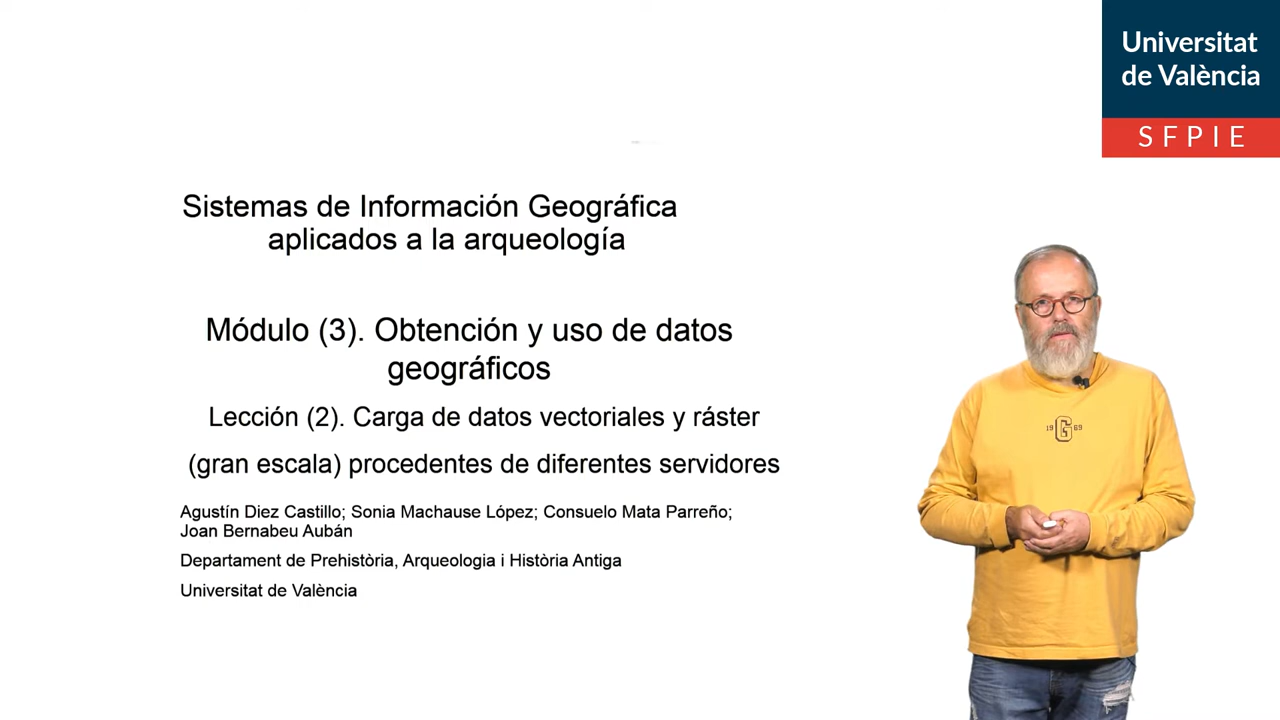 Universitat
de València
SFPIE
Sistemas de Información Geográfica
aplicados a la arqueología
Módulo (3). Obtención y uso de datos
geográficos
Lección (2). Carga de datos vectoriales y ráster
(gran escala) procedentes de diferentes servidores
Agustín Diez Castillo; Sonia Machause López; Consuelo Mata Parreño;
Joan Bernabeu Aubán
Departament de Prehistòria, Arqueologia i Història Antiga
Universitat de València
19 G 69